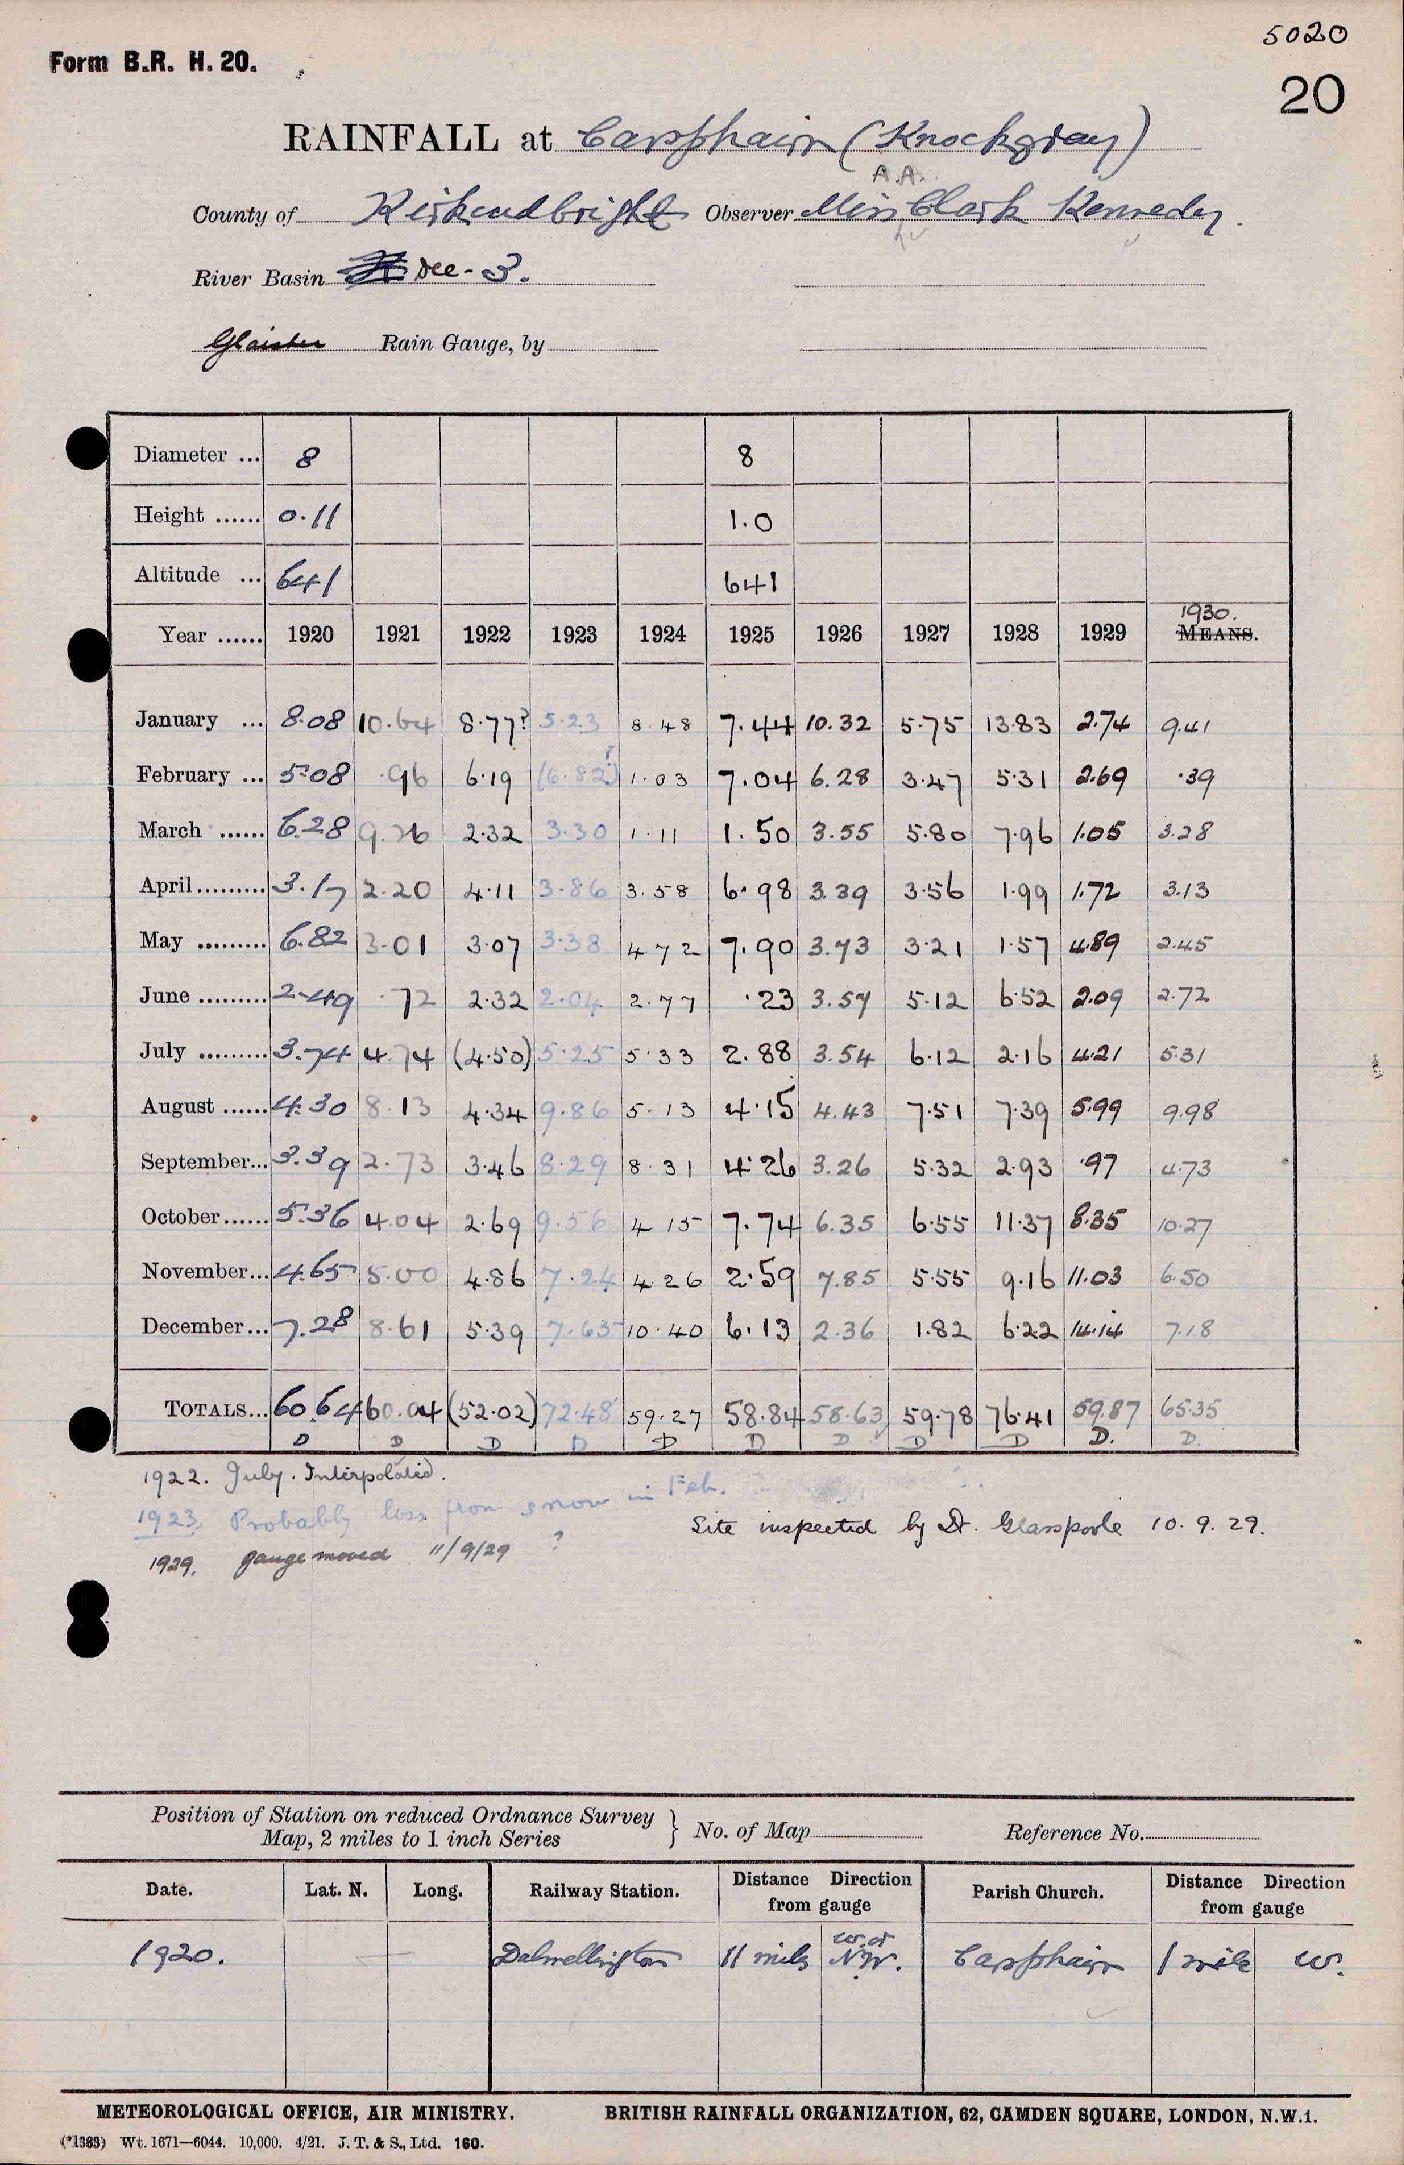 5020
Form B.R. H. 20.
20
RAINFALL at Carsphairn (Knockgray)
A.A.
County of Kirkcudbright Observer Miss Clark Kennedy.
River Basin Dee - 3.
Glaisher Rain Gauge, by
Diameter ... 8 8
Height ...... 0.11 1.0
Altitude ... 641 641
1930.
Year ...... 1920 1921 1922 1923 1924 1925 1926 1927 1928 1929 MEANS.
January ... 8.08 10.64 8.77? 5.23 8.48 7.44 10.32 5.75 13.83 2.74 9.41
February ... 5.08 .96 6.19 (6.82?) 1.03 7.04 6.28 3.47 5.31 2.69 .39
March ...... 6.28 9.26 2.32 3.30 1.11 1.50 3.55 5.80 7.96 1.05 3.28
April......... 3.17 2.20 4.11 3.86 3.58 6.98 3.39 3.56 1.99 1.72 3.13
May ......... 6.82 3.01 3.07 3.38 4.72 7.90 3.73 3.21 1.57 4.89 2.45
June ......... 2.49 .72 2.32 2.04 2.77 .23 3.57 5.12 6.52 2.09 2.72
July ......... 3.74 4.74 (4.50) 5.25 5.33 2.88 3.54 6.12 2.16 4.21 5.31
August ...... 4.30 8.13 4.34 9.86 5.13 4.15 4.43 7.51 7.39 5.99 9.98
September... 3.39 2.73 3.46 8.29 8.31 4.26 3.26 5.32 2.93 .97 4.73
October...... 5.36 4.04 2.69 9.56 4.15 7.74 6.35 6.55 11.37 8.35 10.27
November... 4.65 5.00 4.86 7.24 4.26 2.59 7.85 5.55 9.16 11.03 6.50
December... 7.28 8.61 5.39 7.65 10.40 6.13 2.36 1.82 6.22 14.14 7.18
TOTALS... 60.64 60.04 (52.02) 72.48 59.27 58.84 58.63 59.78 76.41 59.87 65.35
D D D D D D D D D D. D.
1922. July. Interpolated.
1923. Probably loss from snow in Feb.
Site inspected by Dr. Glasspoole 10.9.29.
1929. gauge moved 11/9/29 ?
Position of Station on reduced Ordnance Survey
Map, 2 miles to 1 inch Series } No. of Map Reference No.
Date. Lat. N. Long. Railway Station. Distance Direction from gauge Parish Church. Distance Direction from gauge
1920. — Dalmellington 11 miles W. of N.W. Carsphairn 1 mile W.
METEOROLOGICAL OFFICE, AIR MINISTRY. BRITISH RAINFALL ORGANIZATION, 62, CAMDEN SQUARE, LONDON, N.W.1.
(*1383) Wt. 1671—6044. 10,000. 4/21. J. T. & S., Ltd. 160.